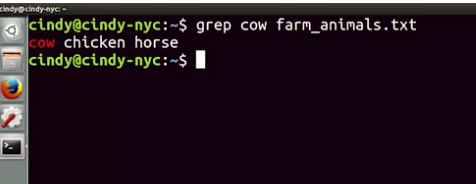 cindy@cindy-nyc: ~
cindy@cindy-nyc:~$ grep cow farm_animals.txt
cow chicken horse
cindy@cindy-nyc:~$